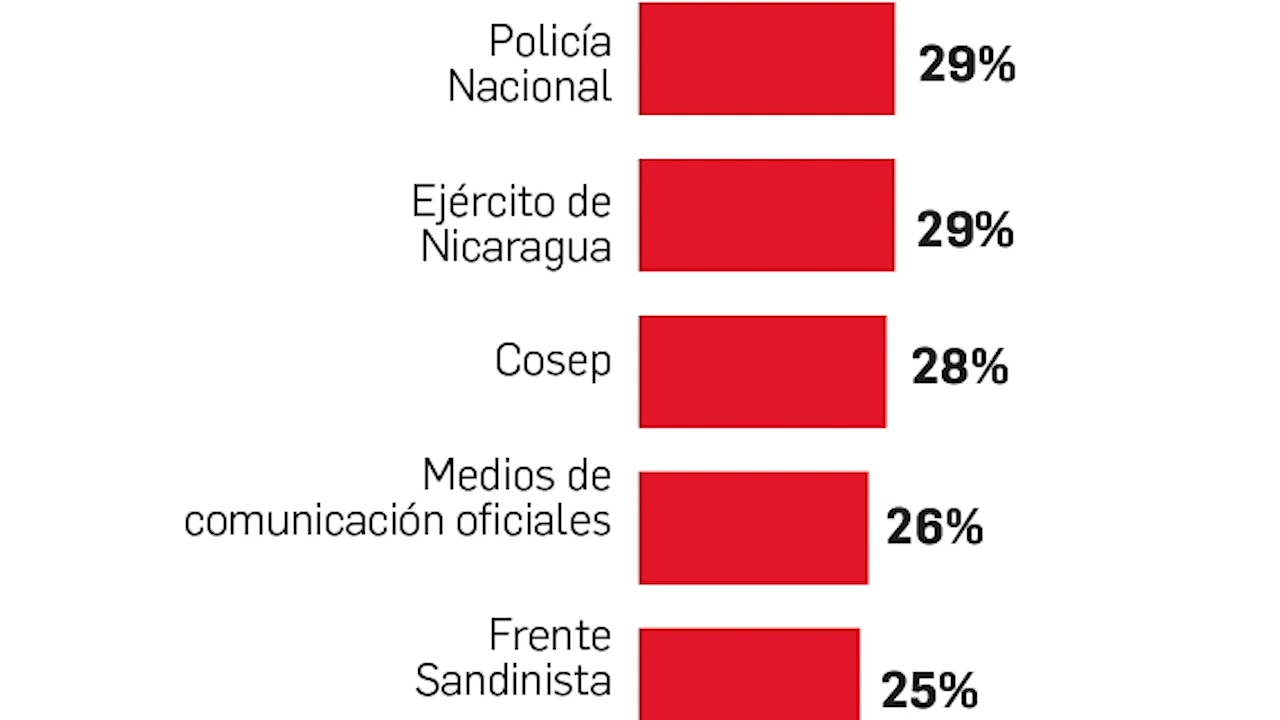 Policía
Nacional
29%
Ejército de
Nicaragua
29%
Cosep
28%
Medios de
comunicación oficiales
26%
Frente
Sandinista
25%